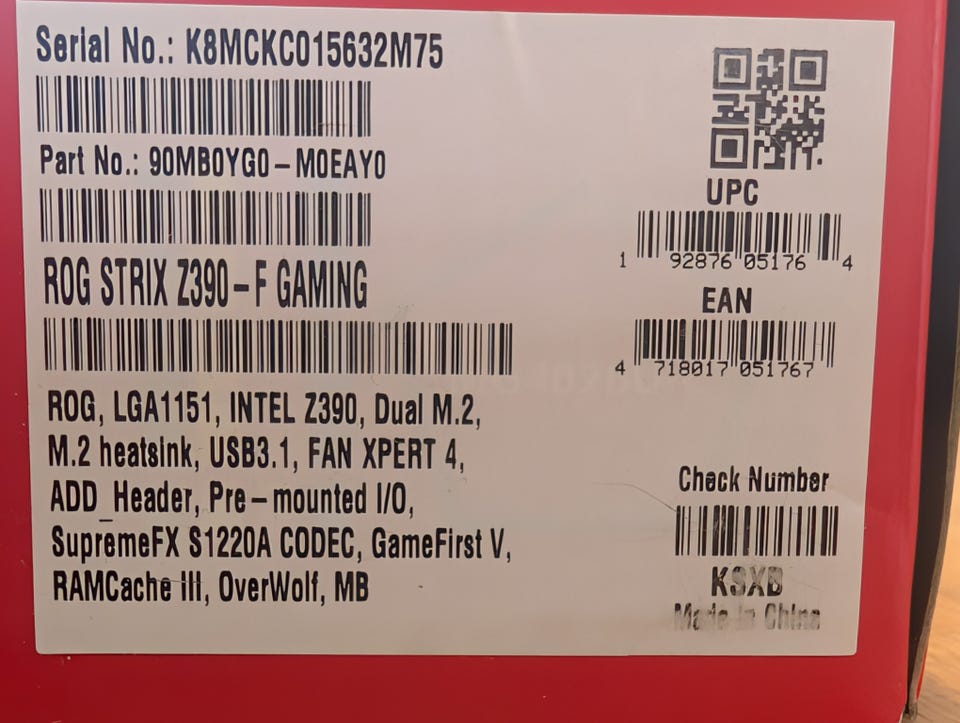 Serial No.: K8MCKC015632M75
Part No.: 90MB0YG0-M0EAY0
ROG STRIX Z390-F GAMING
ROG, LGA1151, INTEL Z390, Dual M.2,
M.2 heatsink, USB3.1, FAN XPERT 4,
ADD_Header, Pre-mounted I/O,
SupremeFX S1220A CODEC, GameFirst V,
RAMCache III, OverWolf, MB
UPC
1 92876 05176 4
EAN
4 718017 051767
Check Number
KSXB
Made in China